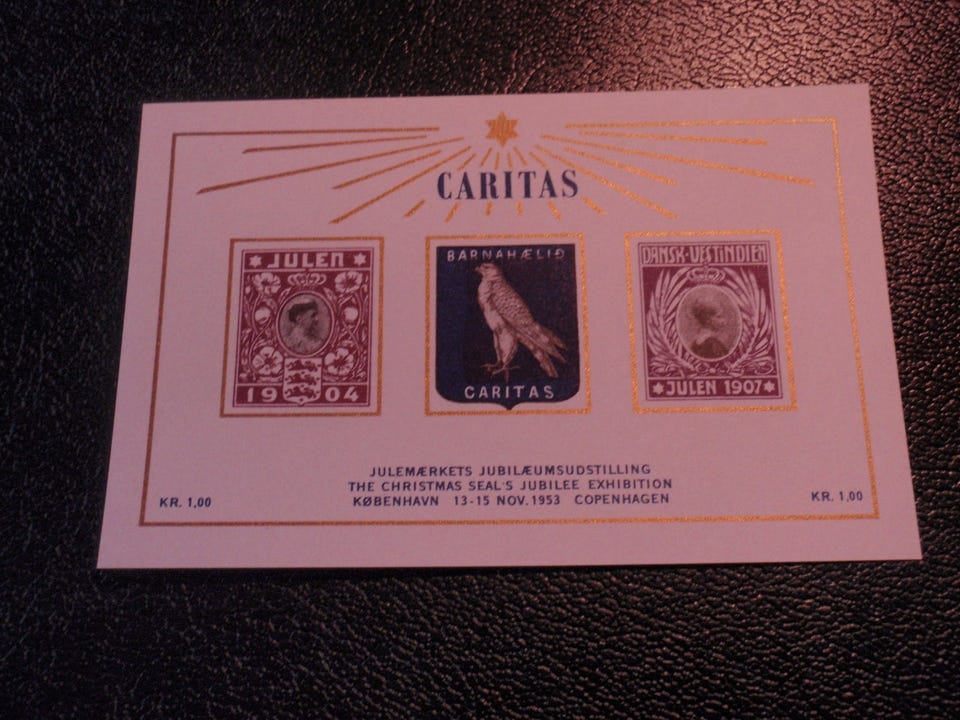 CARITAS
JULEN
1904
BARNAHÆLIÐ
CARITAS
DANSK-VESTINDIEN
JULEN 1907
JULEMÆRKETS JUBILÆUMSUDSTILLING
THE CHRISTMAS SEAL'S JUBILEE EXHIBITION
KØBENHAVN 13-15 NOV. 1953 COPENHAGEN
KR. 1,00
KR. 1,00